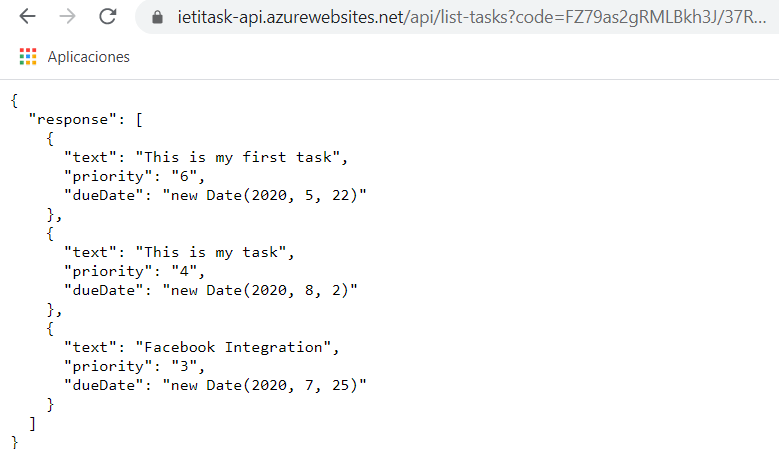 ietitask-api.azurewebsites.net/api/list-tasks?code=FZ79as2gRMLBkh3J/37R...
Aplicaciones
{
  "response": [
    {
      "text": "This is my first task",
      "priority": "6",
      "dueDate": "new Date(2020, 5, 22)"
    },
    {
      "text": "This is my task",
      "priority": "4",
      "dueDate": "new Date(2020, 8, 2)"
    },
    {
      "text": "Facebook Integration",
      "priority": "3",
      "dueDate": "new Date(2020, 7, 25)"
    }
  ]
}